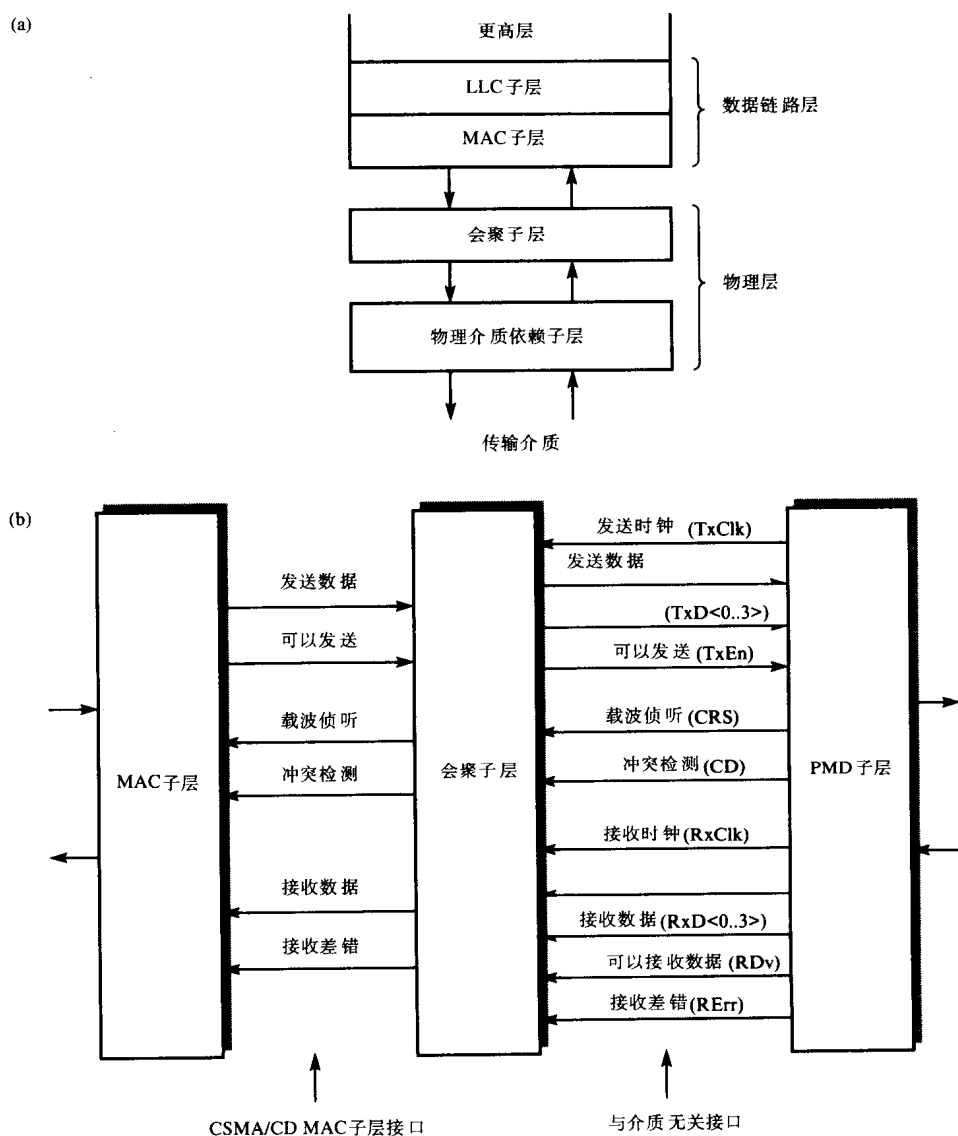 (a)
更高层
LLC子层
MAC子层
数据链路层
会聚子层
物理介质依赖子层
物理层
传输介质
(b)
MAC子层
发送数据
可以发送
载波侦听
冲突检测
接收数据
接收差错
会聚子层
发送时钟 (TxClk)
发送数据
(TxD<0..3>)
可以发送(TxEn)
载波侦听(CRS)
冲突检测(CD)
接收时钟(RxClk)
接收数据(RxD<0..3>)
可以接收数据(RDv)
接收差错(RErr)
PMD子层
CSMA/CD MAC子层接口
与介质无关接口